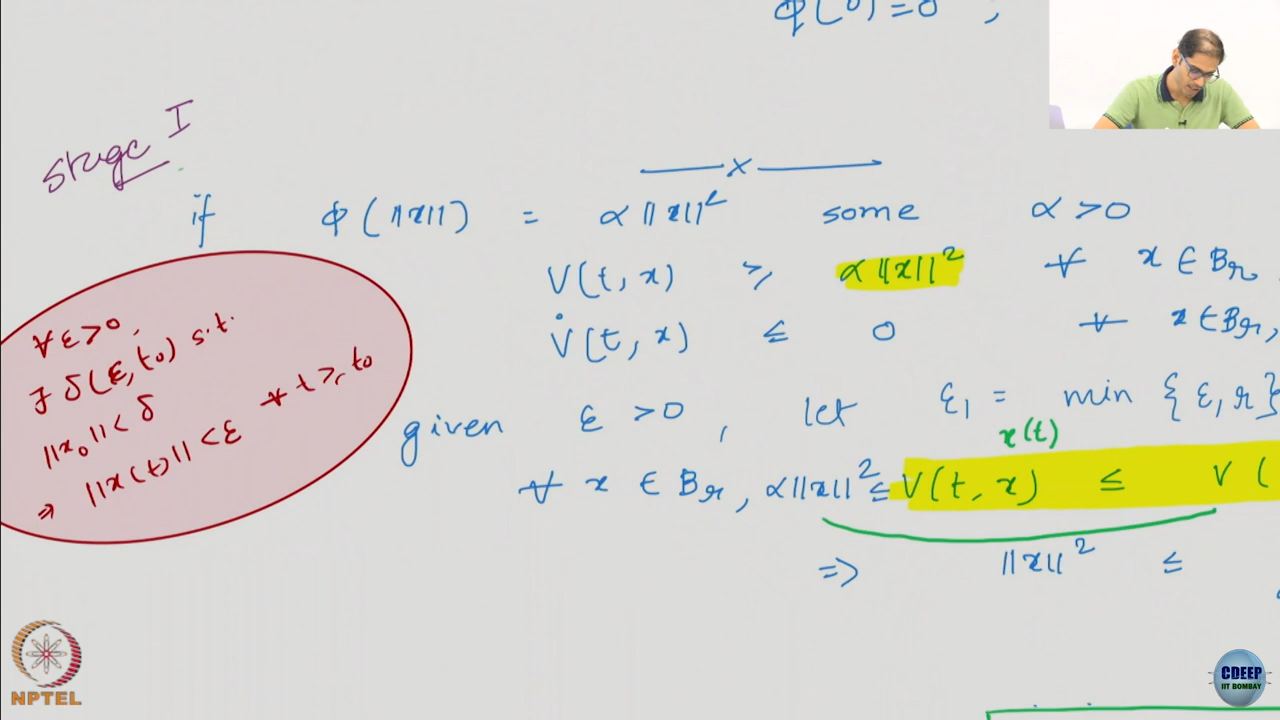 φ(0) = 0 ,
stage I
x
if φ(||x||) = α||x||² some α > 0
V(t, x) ≥ α||x||² ∀ x ∈ Br,
V̇(t, x) ≤ 0 ∀ x ∈ Br,
∀ ε > 0,
∃ δ(ε, t₀) s.t.
||x₀|| < δ
⇒ ||x(t)|| < ε ∀ t ≥ t₀
given ε > 0, let ε₁ = min {ε, r}
x(t)
∀ x ∈ Br, α||x||² ≤ V(t, x) ≤ V(
⇒ ||x||² ≤
NPTEL
CDEEP
IIT BOMBAY